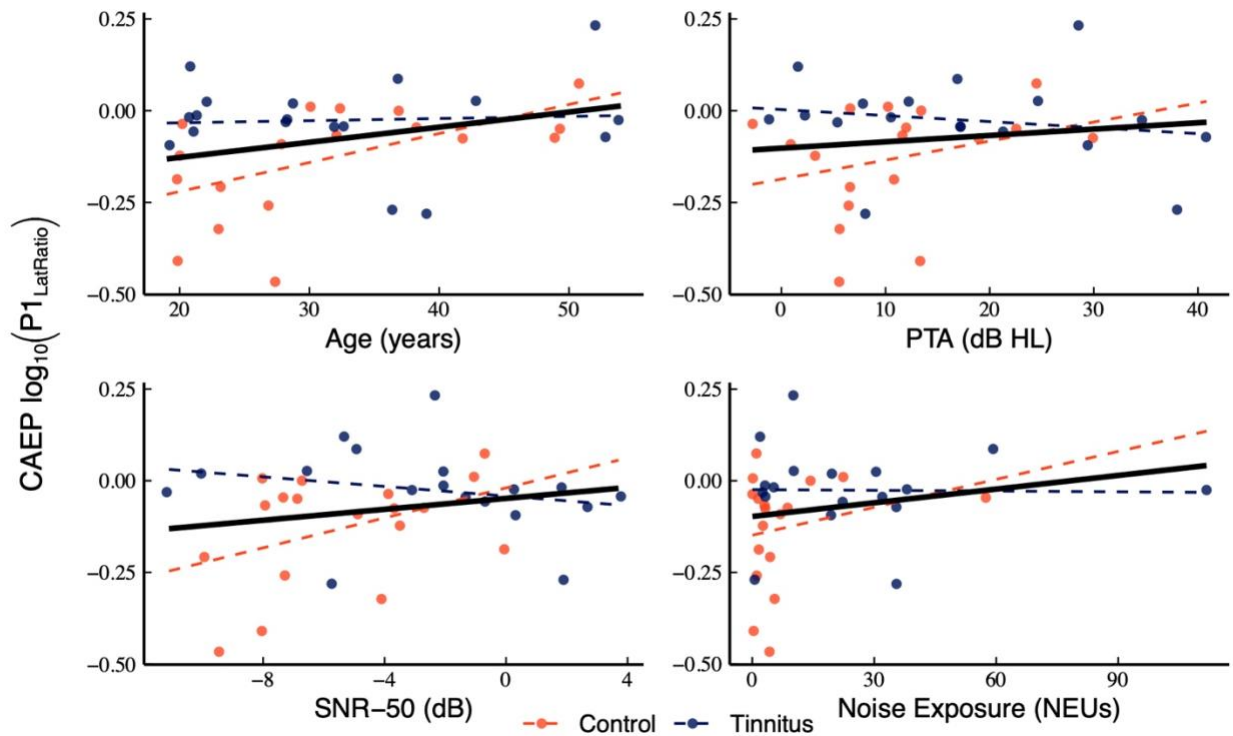 CAEP log₁₀(P1LatRatio)
0.25
0.00
−0.25
−0.50
20 30 40 50
Age (years)
0.25
0.00
−0.25
−0.50
0 10 20 30 40
PTA (dB HL)
0.25
0.00
−0.25
−0.50
−8 −4 0 4
SNR−50 (dB)
0.25
0.00
−0.25
−0.50
0 30 60 90
Noise Exposure (NEUs)
Control Tinnitus